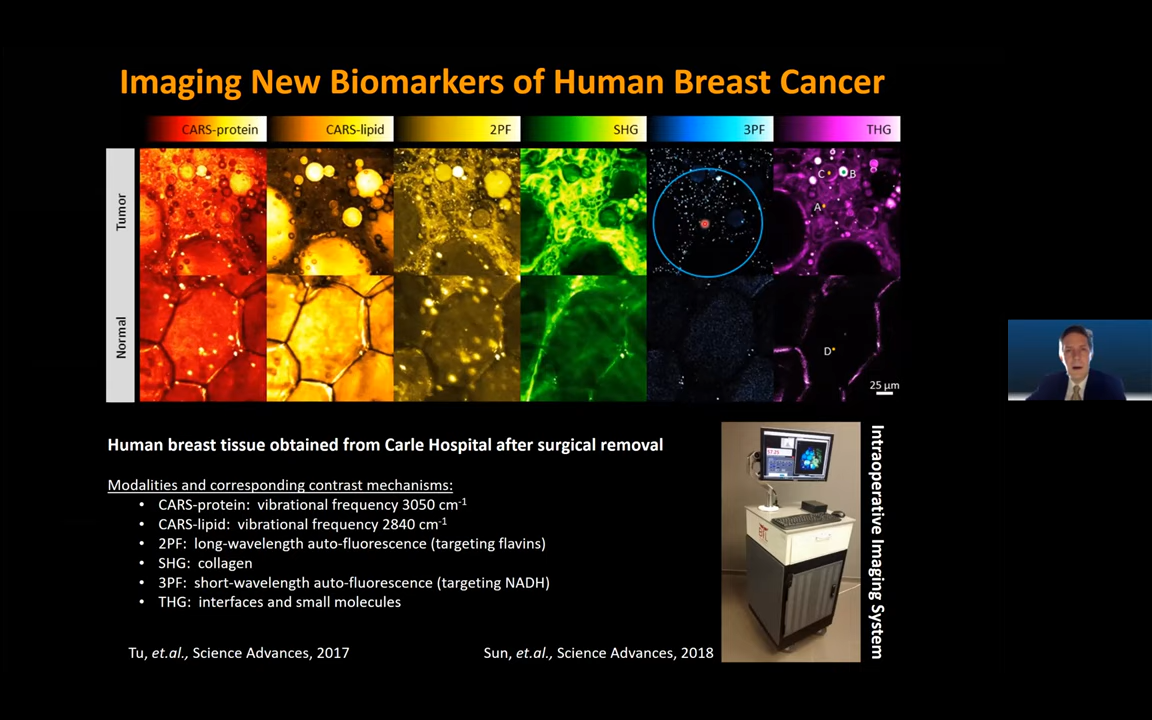 Imaging New Biomarkers of Human Breast Cancer
CARS-protein
CARS-lipid
2PF
SHG
3PF
THG
Tumor
C
B
A
Normal
D
25 µm
Human breast tissue obtained from Carle Hospital after surgical removal
Modalities and corresponding contrast mechanisms:
• CARS-protein: vibrational frequency 3050 cm-1
• CARS-lipid: vibrational frequency 2840 cm-1
• 2PF: long-wavelength auto-fluorescence (targeting flavins)
• SHG: collagen
• 3PF: short-wavelength auto-fluorescence (targeting NADH)
• THG: interfaces and small molecules
Intraoperative Imaging System
Tu, et.al., Science Advances, 2017
Sun, et.al., Science Advances, 2018